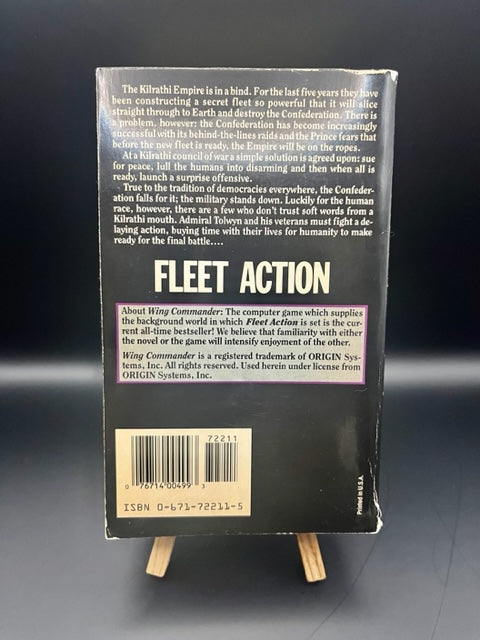 The Kilrathi Empire is in a bind. For the last five years they have
been constructing a secret fleet so powerful that it will slice
straight through to Earth and destroy the Confederation. There is
a problem, however: the Confederation has become increasingly
successful with its behind-the-lines raids and the Prince fears that
before the new fleet is ready, the Empire will be on the ropes.
At a Kilrathi council of war a simple solution is agreed upon: sue
for peace, lull the humans into disarming and then when all is
ready, launch a surprise offensive.
True to the tradition of democracies everywhere, the Confeder-
ation falls for it; the military stands down. Luckily for the human
race, however, there are a few who don't trust soft words from a
Kilrathi mouth. Admiral Tolwyn and his veterans must fight a de-
laying action, buying time with their lives for humanity to make
ready for the final battle....
FLEET ACTION
About Wing Commander: The computer game which supplies
the background world in which Fleet Action is set is the cur-
rent all-time bestseller! We believe that familiarity with either
the novel or the game will intensify enjoyment of the other.
Wing Commander is a registered trademark of ORIGIN Sys-
tems, Inc. All rights reserved. Used herein under license from
ORIGIN Systems, Inc.
72211
0 76714 00499 3
ISBN 0-671-72211-5
Printed in U.S.A.